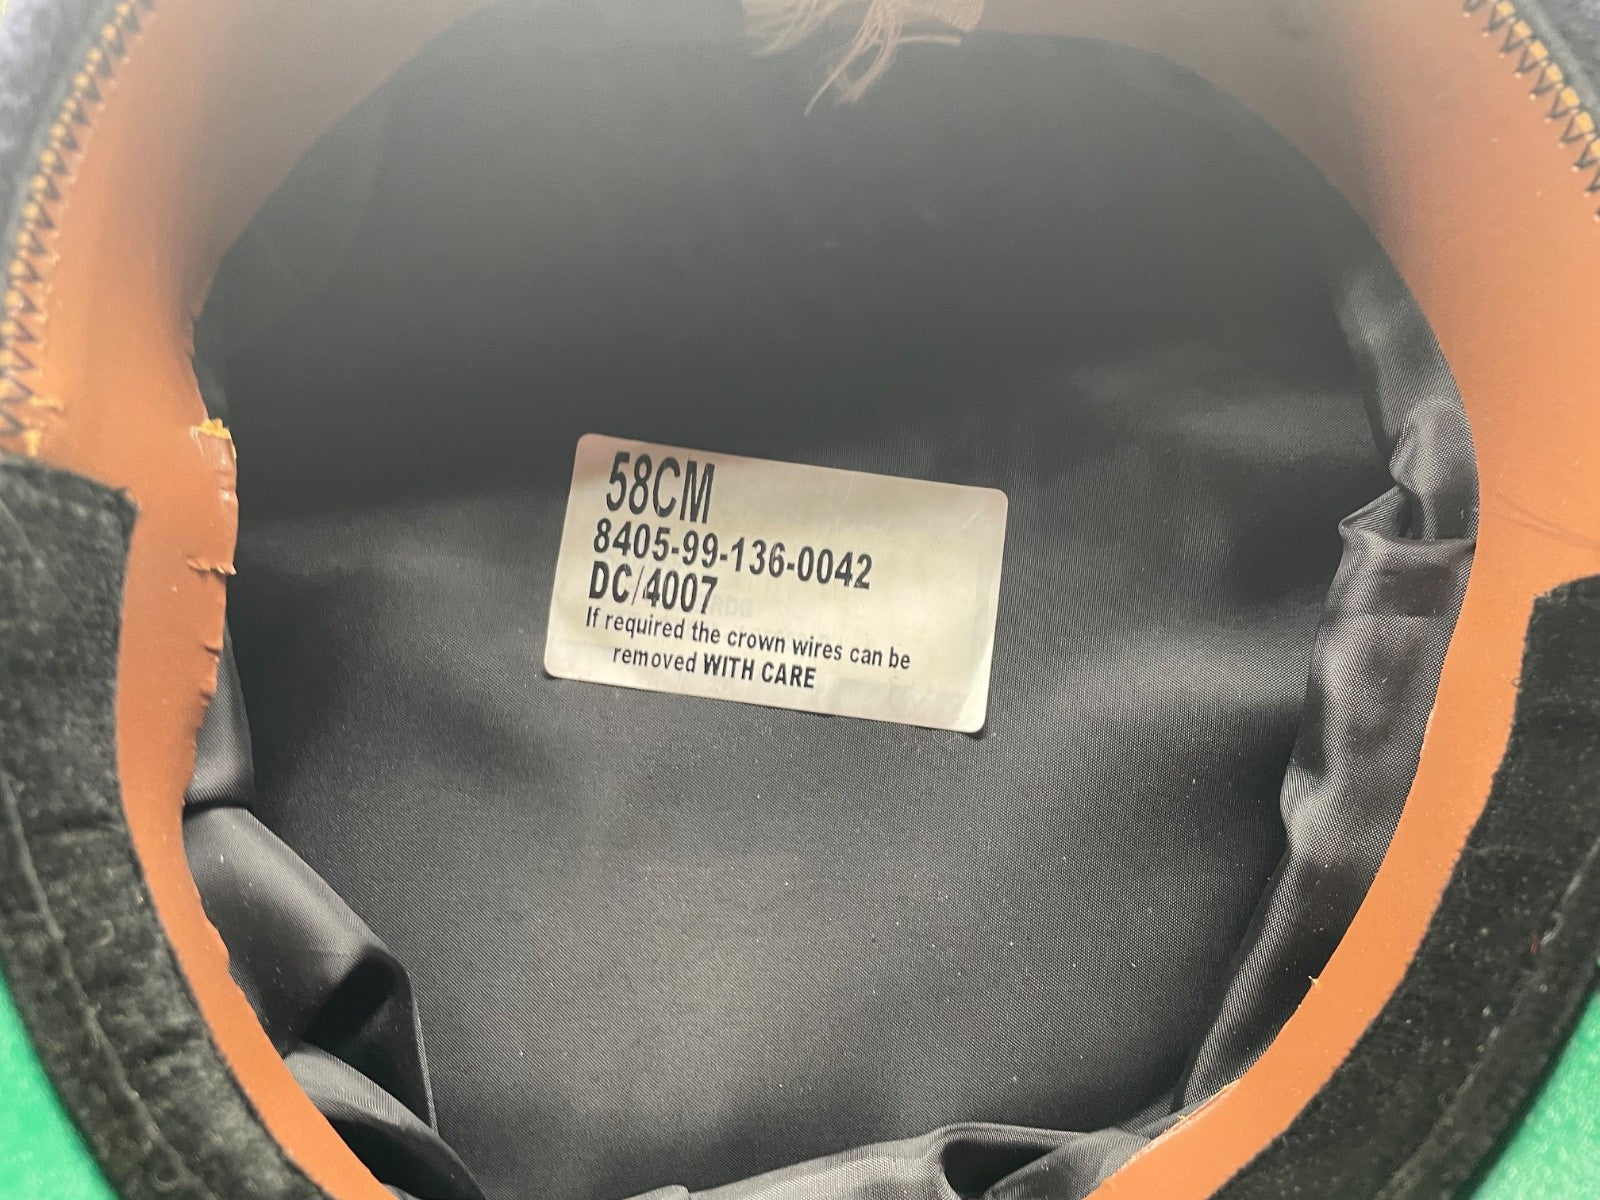 58CM
8405-99-136-0042
DC/4007
If required the crown wires can be
removed WITH CARE